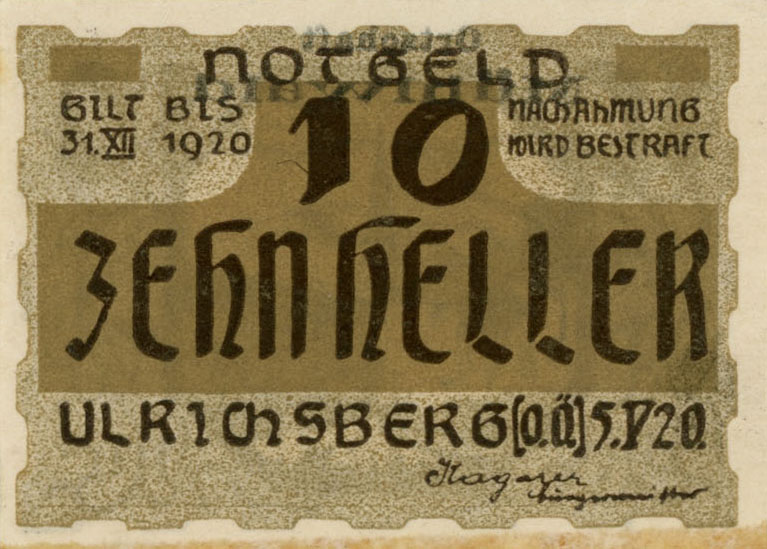 NOTGELD
GILT BIS
31. XII 1920
10
NACHAHMUNG
WIRD BESTRAFT
ZEHN HELLER
ULRICHSBERG [O.Ö.] 5.V 20.
Bürgermeister